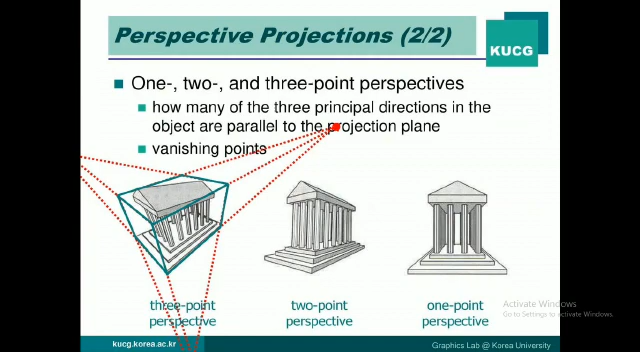 Perspective Projections (2/2)
KUCG
One-, two-, and three-point perspectives
how many of the three principal directions in the
object are parallel to the projection plane
vanishing points
three-point
perspective
two-point
perspective
one-point
perspective
Activate Windows
Go to Settings to activate Windows.
kucg.korea.ac.kr
Graphics Lab @ Korea University